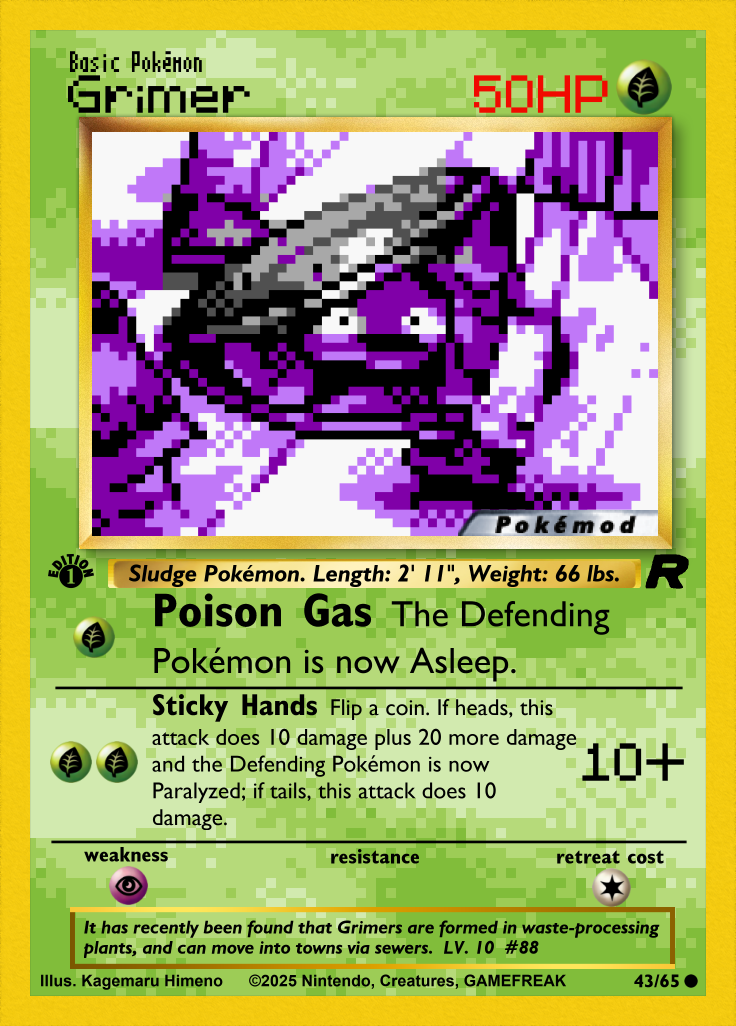 Basic Pokémon
Grimer 50HP
Pokémod
EDITION 1
Sludge Pokémon. Length: 2' 11", Weight: 66 lbs. R
Poison Gas The Defending
Pokémon is now Asleep.
Sticky Hands Flip a coin. If heads, this
attack does 10 damage plus 20 more damage
and the Defending Pokémon is now
Paralyzed; if tails, this attack does 10
damage.
10+
weakness resistance retreat cost
It has recently been found that Grimers are formed in waste-processing
plants, and can move into towns via sewers. LV. 10 #88
Illus. Kagemaru Himeno ©2025 Nintendo, Creatures, GAMEFREAK 43/65